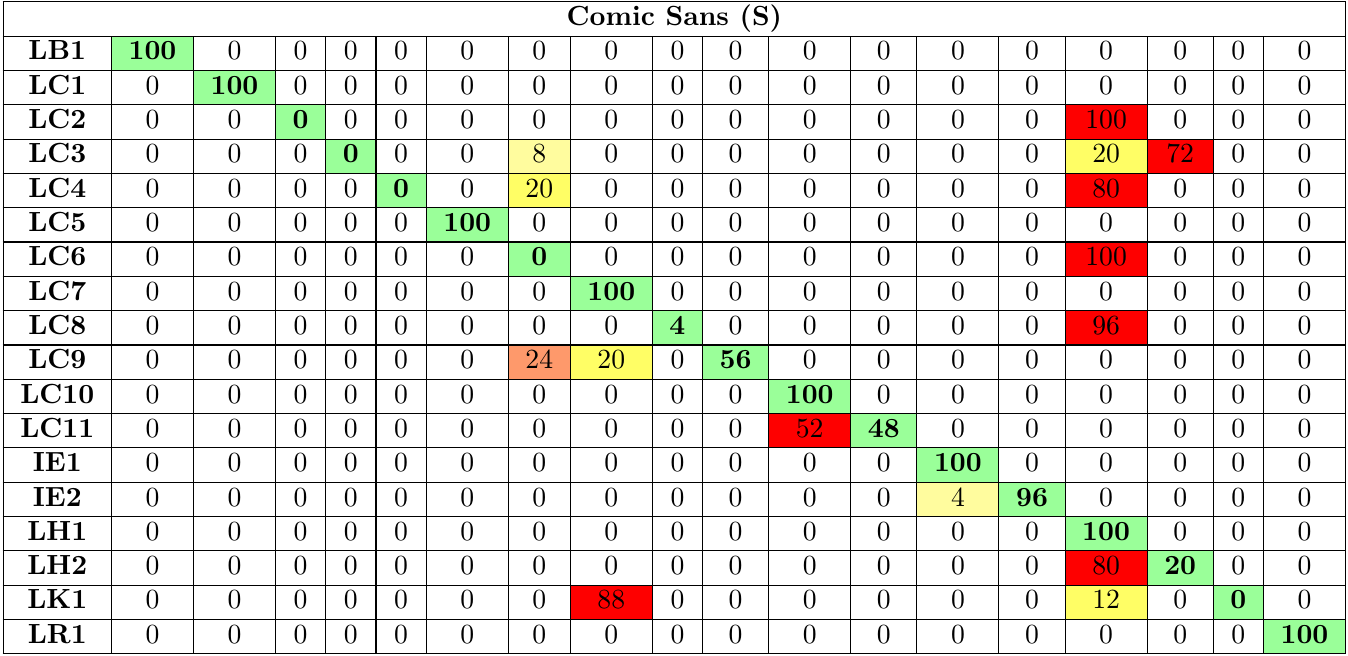 Comic Sans (S)
LB1 100 0 0 0 0 0 0 0 0 0 0 0 0 0 0 0 0 0
LC1 0 100 0 0 0 0 0 0 0 0 0 0 0 0 0 0 0 0
LC2 0 0 0 0 0 0 0 0 0 0 0 0 0 0 100 0 0 0
LC3 0 0 0 0 0 0 8 0 0 0 0 0 0 0 20 72 0 0
LC4 0 0 0 0 0 0 20 0 0 0 0 0 0 0 80 0 0 0
LC5 0 0 0 0 0 100 0 0 0 0 0 0 0 0 0 0 0 0
LC6 0 0 0 0 0 0 0 0 0 0 0 0 0 0 100 0 0 0
LC7 0 0 0 0 0 0 0 100 0 0 0 0 0 0 0 0 0 0
LC8 0 0 0 0 0 0 0 0 4 0 0 0 0 0 96 0 0 0
LC9 0 0 0 0 0 0 24 20 0 56 0 0 0 0 0 0 0 0
LC10 0 0 0 0 0 0 0 0 0 0 100 0 0 0 0 0 0 0
LC11 0 0 0 0 0 0 0 0 0 0 52 48 0 0 0 0 0 0
IE1 0 0 0 0 0 0 0 0 0 0 0 0 100 0 0 0 0 0
IE2 0 0 0 0 0 0 0 0 0 0 0 0 4 96 0 0 0 0
LH1 0 0 0 0 0 0 0 0 0 0 0 0 0 0 100 0 0 0
LH2 0 0 0 0 0 0 0 0 0 0 0 0 0 0 80 20 0 0
LK1 0 0 0 0 0 0 0 88 0 0 0 0 0 0 12 0 0 0
LR1 0 0 0 0 0 0 0 0 0 0 0 0 0 0 0 0 0 100